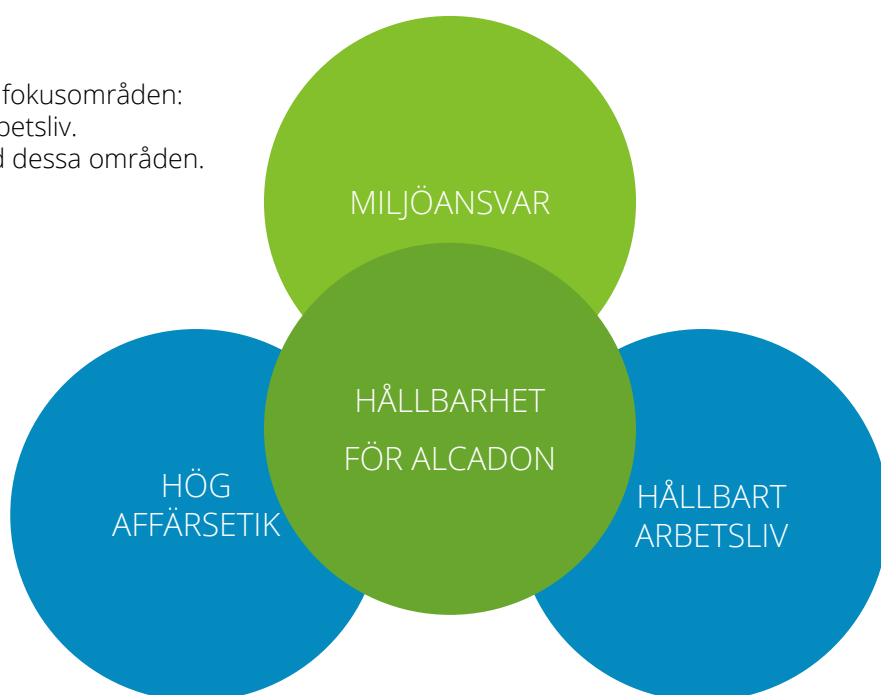 fokusområden:
betsliv.
d dessa områden.
MILJÖANSVAR
HÅLLBARHET
FÖR ALCADON
HÖG
AFFÄRSETIK
HÅLLBART
ARBETSLIV